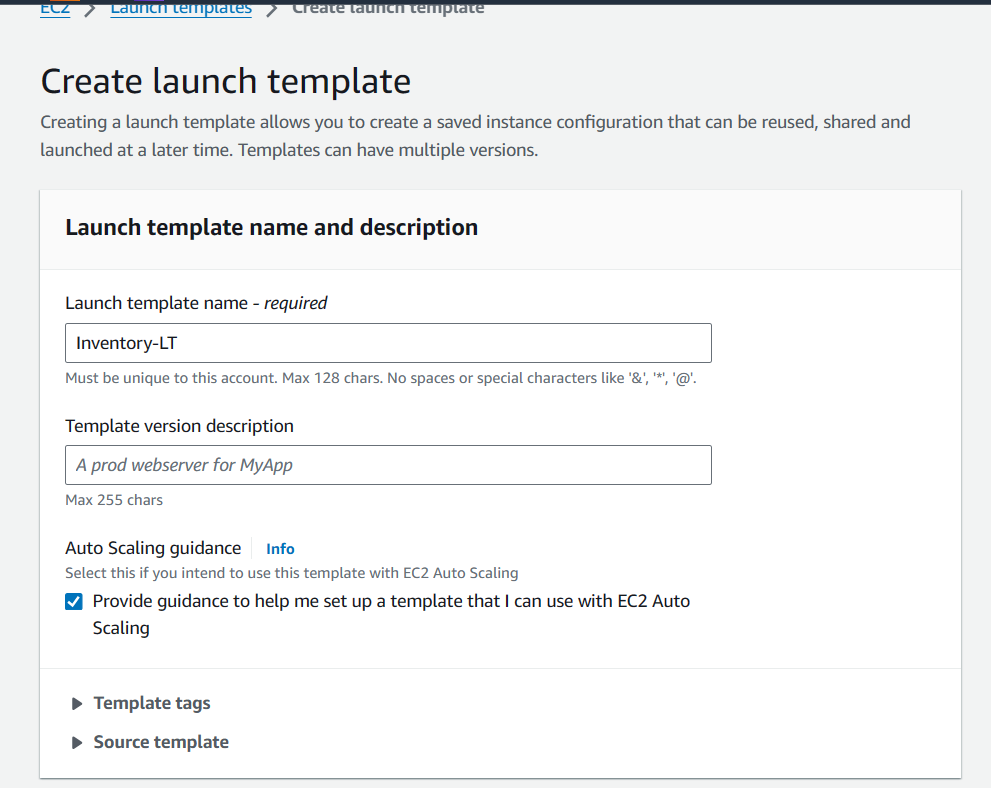 EC2 > Launch templates > Create launch template
Create launch template
Creating a launch template allows you to create a saved instance configuration that can be reused, shared and
launched at a later time. Templates can have multiple versions.
Launch template name and description
Launch template name - required
Inventory-LT
Must be unique to this account. Max 128 chars. No spaces or special characters like '&', '*', '@'.
Template version description
A prod webserver for MyApp
Max 255 chars
Auto Scaling guidance | Info
Select this if you intend to use this template with EC2 Auto Scaling
Provide guidance to help me set up a template that I can use with EC2 Auto
Scaling
Template tags
Source template